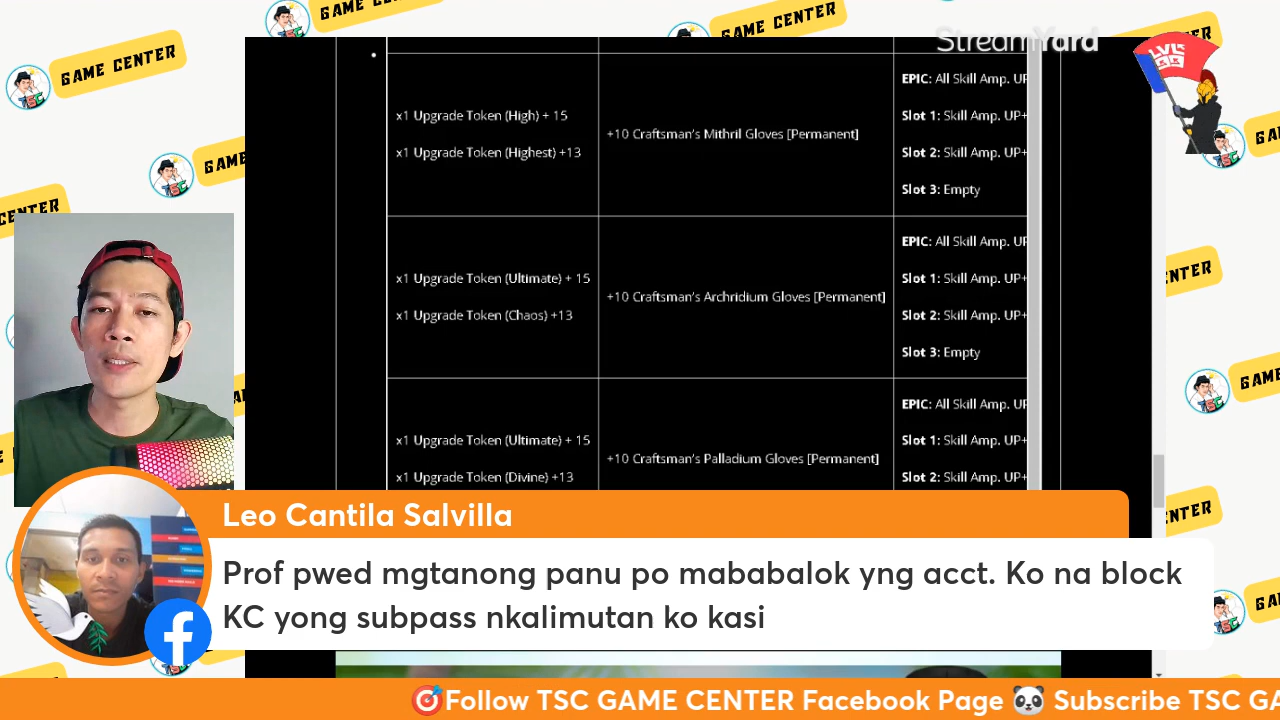 GAME CENTER
GAME CENTER
GAME CENTER
StreamYard
LVL
99
GAME CENTER
TSC
TSC
EPIC: All Skill Amp. UP
x1 Upgrade Token (High) + 15
Slot 1: Skill Amp. UP+
+10 Craftsman's Mithril Gloves [Permanent]
x1 Upgrade Token (Highest) +13
Slot 2: Skill Amp. UP+
Slot 3: Empty
EPIC: All Skill Amp. UP
x1 Upgrade Token (Ultimate) + 15
Slot 1: Skill Amp. UP+
+10 Craftsman's Archridium Gloves [Permanent]
x1 Upgrade Token (Chaos) +13
Slot 2: Skill Amp. UP+
Slot 3: Empty
EPIC: All Skill Amp. UP
x1 Upgrade Token (Ultimate) + 15
Slot 1: Skill Amp. UP+
+10 Craftsman's Palladium Gloves [Permanent]
x1 Upgrade Token (Divine) +13
Slot 2: Skill Amp. UP+
Leo Cantila Salvilla
Prof pwed mgtanong panu po mababalok yng acct. Ko na block
KC yong subpass nkalimutan ko kasi
Follow TSC GAME CENTER Facebook Page 🐼 Subscribe TSC GA